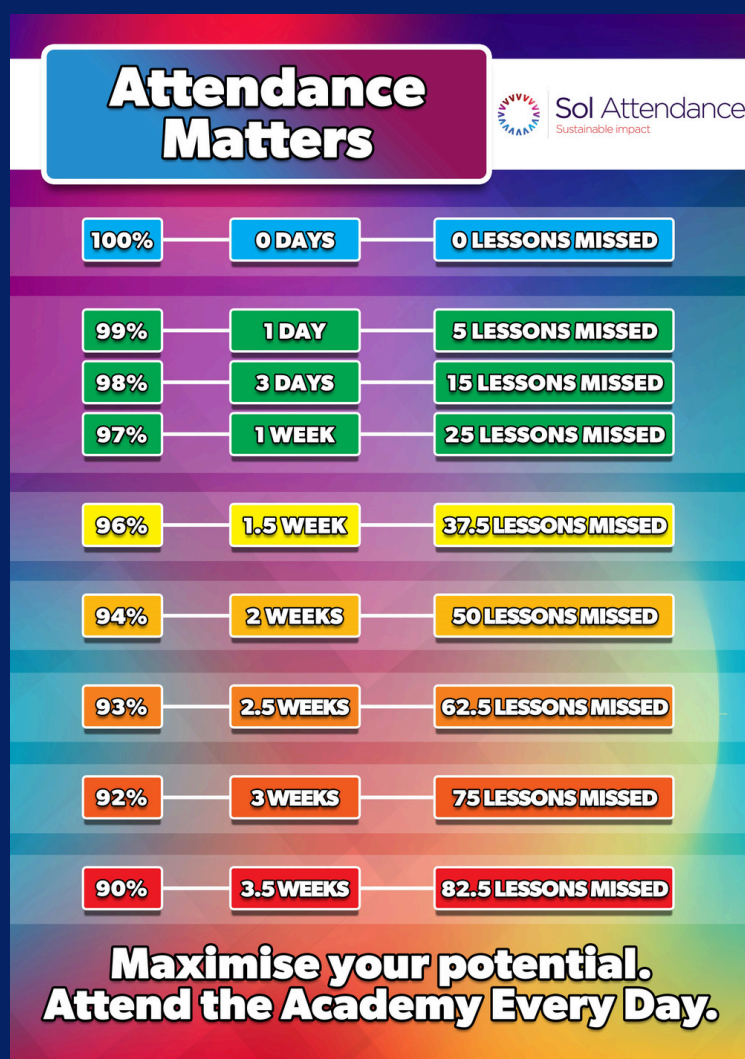 Attendance
Matters
Sol Attendance
Sustainable impact
100% 0 DAYS 0 LESSONS MISSED
99% 1 DAY 5 LESSONS MISSED
98% 3 DAYS 15 LESSONS MISSED
97% 1 WEEK 25 LESSONS MISSED
96% 1.5 WEEK 37.5 LESSONS MISSED
94% 2 WEEKS 50 LESSONS MISSED
93% 2.5 WEEKS 62.5 LESSONS MISSED
92% 3 WEEKS 75 LESSONS MISSED
90% 3.5 WEEKS 82.5 LESSONS MISSED
Maximise your potential.
Attend the Academy Every Day.